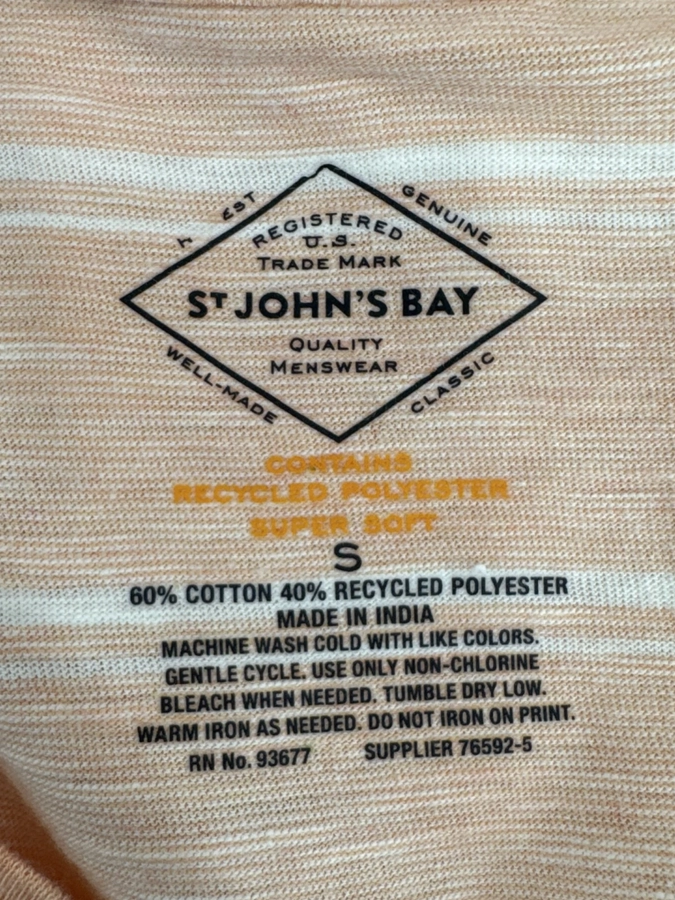 EST
GENUINE
REGISTERED
U.S.
TRADE MARK
ST JOHN'S BAY
QUALITY
MENSWEAR
WELL-MADE
CLASSIC
CONTAINS
RECYCLED POLYESTER
SUPER SOFT
S
60% COTTON 40% RECYCLED POLYESTER
MADE IN INDIA
MACHINE WASH COLD WITH LIKE COLORS.
GENTLE CYCLE. USE ONLY NON-CHLORINE
BLEACH WHEN NEEDED. TUMBLE DRY LOW.
WARM IRON AS NEEDED. DO NOT IRON ON PRINT.
RN No. 93677 SUPPLIER 76592-5